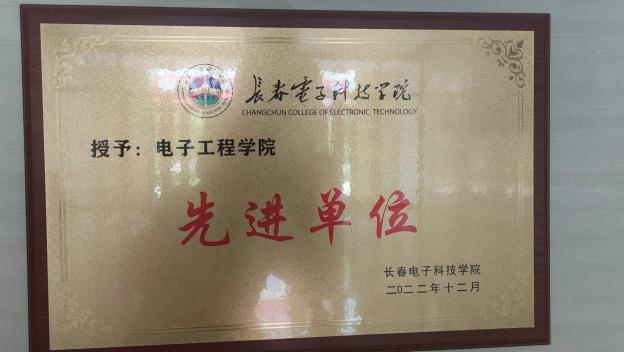 长春电子科技学院
CHANGCHUN COLLEGE OF ELECTRONIC TECHNOLOGY
授予：电子工程学院
先进单位
长春电子科技学院
二0二二年十二月